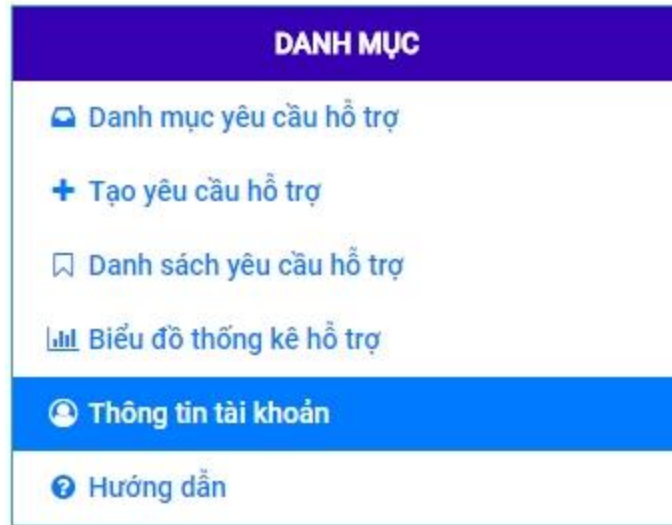 DANH MỤC
Danh mục yêu cầu hỗ trợ
Tạo yêu cầu hỗ trợ
Danh sách yêu cầu hỗ trợ
Biểu đồ thống kê hỗ trợ
Thông tin tài khoản
Hướng dẫn